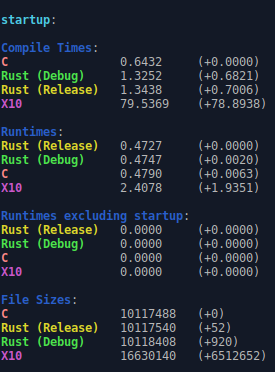 startup:
Compile Times:
C 0.6432 (+0.0000)
Rust (Debug) 1.3252 (+0.6821)
Rust (Release) 1.3438 (+0.7006)
X10 79.5369 (+78.8938)
Runtimes:
Rust (Release) 0.4727 (+0.0000)
Rust (Debug) 0.4747 (+0.0020)
C 0.4790 (+0.0063)
X10 2.4078 (+1.9351)
Runtimes excluding startup:
Rust (Release) 0.0000 (+0.0000)
Rust (Debug) 0.0000 (+0.0000)
C 0.0000 (+0.0000)
X10 0.0000 (+0.0000)
File Sizes:
C 10117488 (+0)
Rust (Release) 10117540 (+52)
Rust (Debug) 10118408 (+920)
X10 16630140 (+6512652)